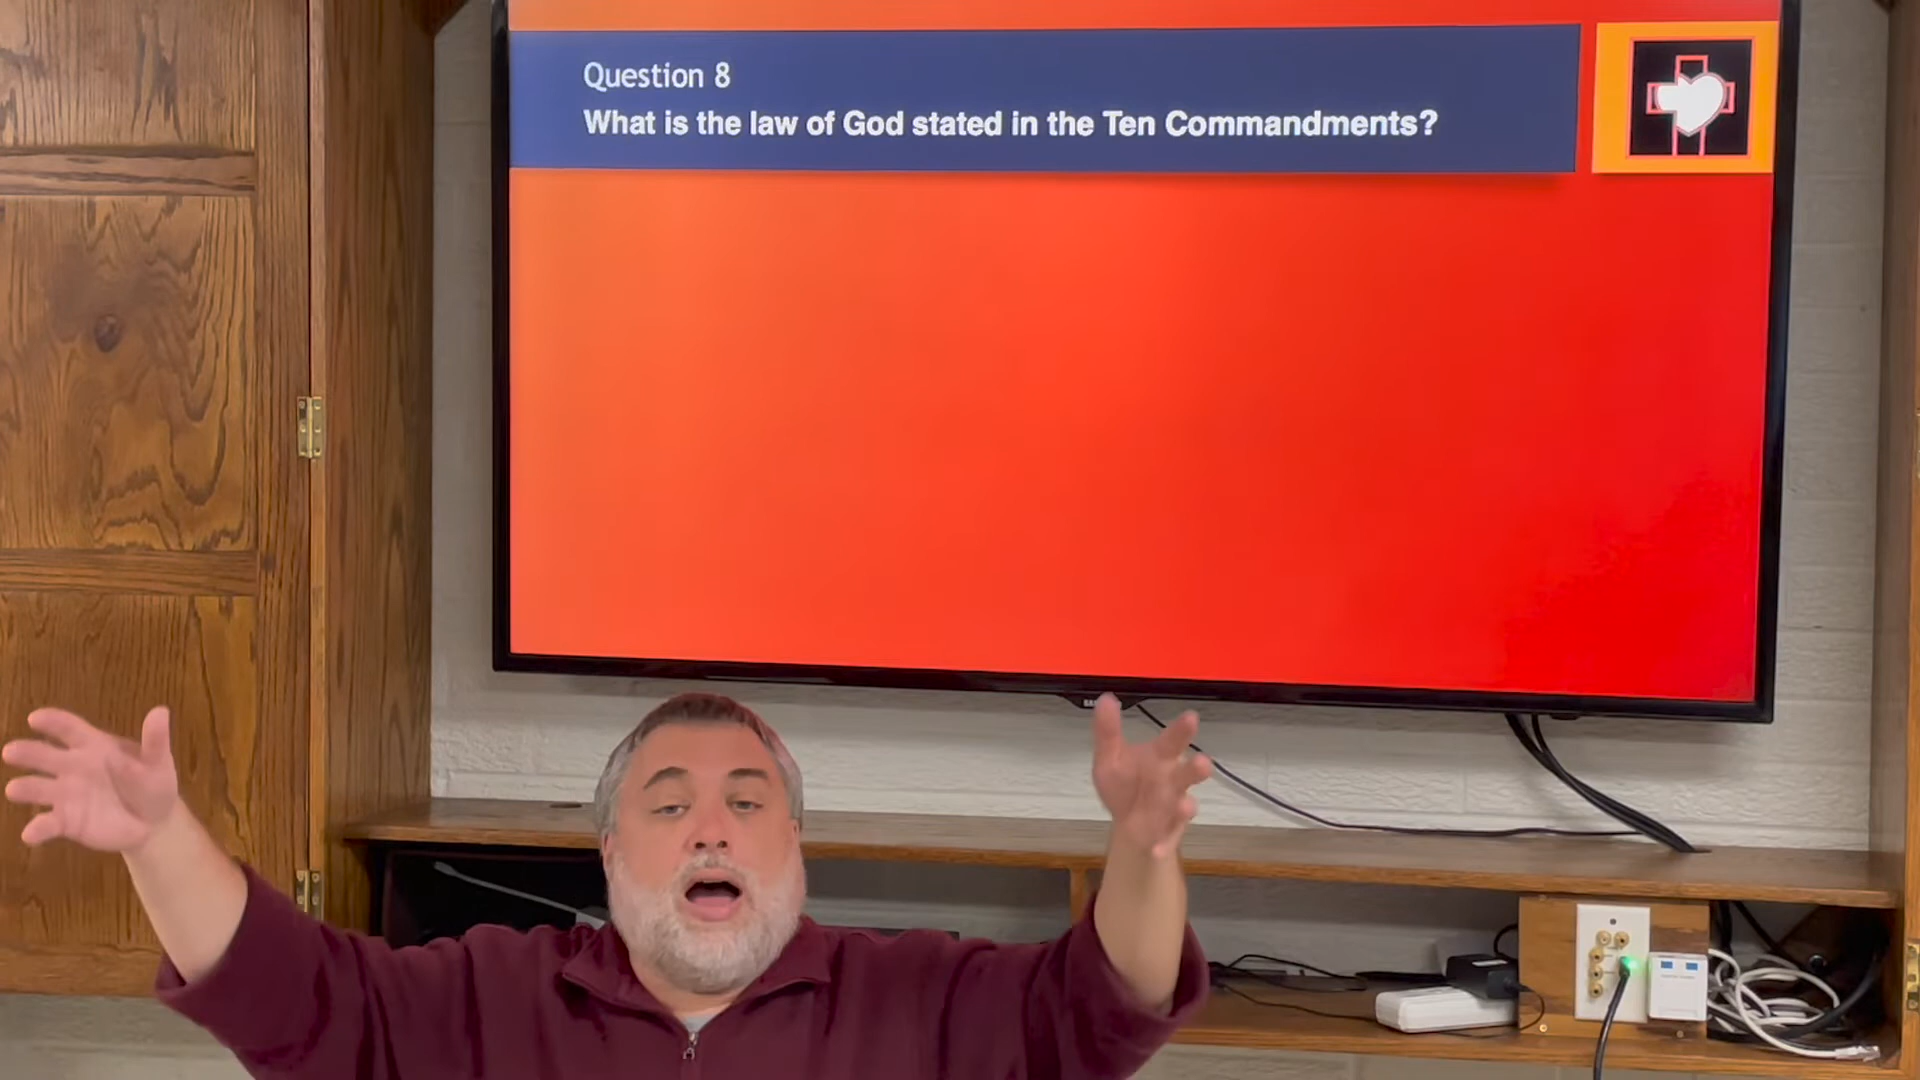 Question 8
What is the law of God stated in the Ten Commandments?